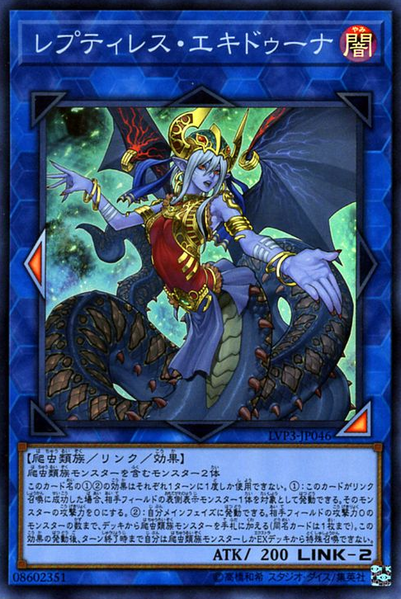 レプティレス・エキドゥーナ
闇
LVP3-JP046
【爬虫類族/リンク/効果】
爬虫類族モンスターを含むモンスター2体
このカード名の①②の効果はそれぞれ1ターンに1度しか使用できない。①:このカードがリンク
召喚に成功した場合、相手フィールドの表側表示モンスター1体を対象として発動できる。そのモン
スターの攻撃力を0にする。②:自分メインフェイズに発動できる。相手フィールドの攻撃力0の
モンスターの数まで、デッキから爬虫類族モンスターを手札に加える(同名カードは1枚まで)。この
効果の発動後、ターン終了時まで自分は爬虫類族モンスターしかEXデッキから特殊召喚できない。
ATK/ 200 LINK-2
08602351
©高橋和希 スタジオ・ダイス/集英社